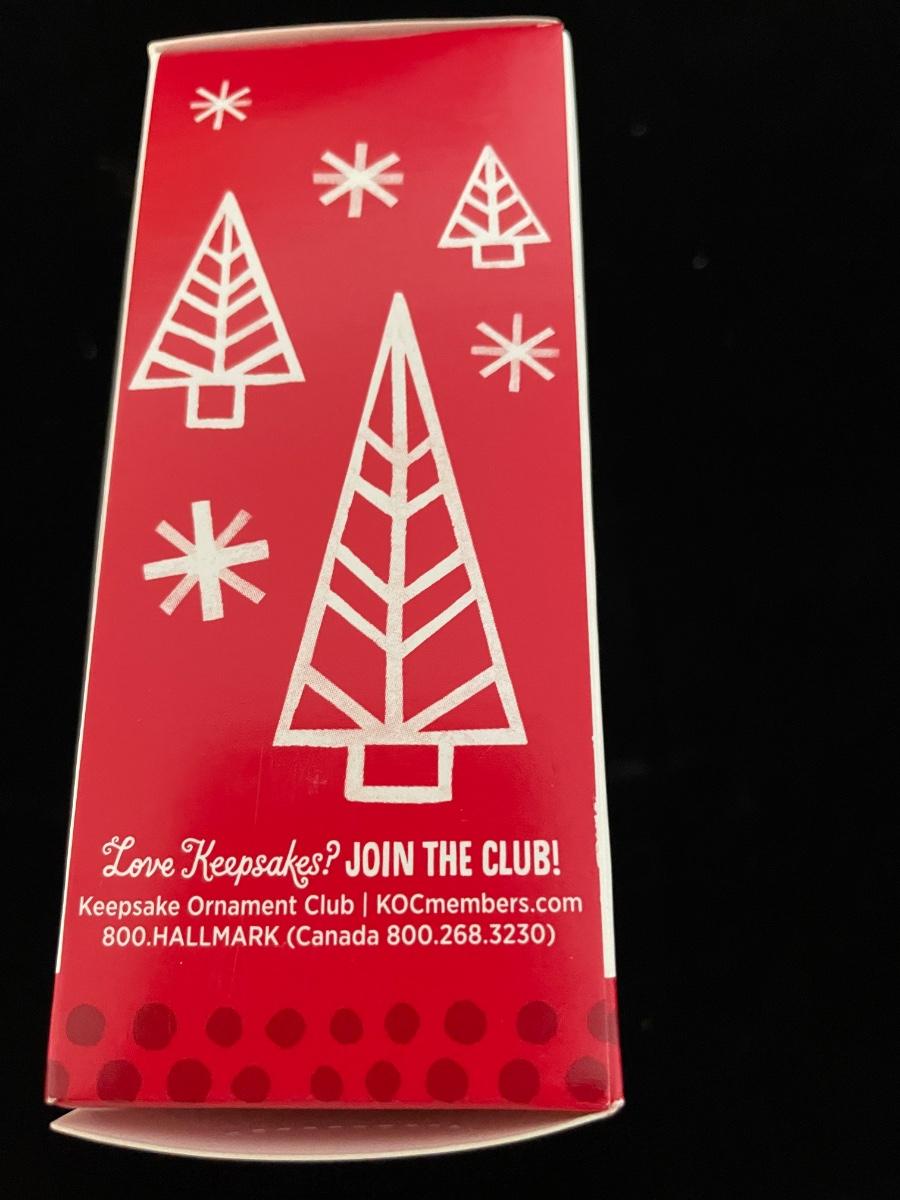 Love Keepsakes? JOIN THE CLUB!
Keepsake Ornament Club | KOCmembers.com
800.HALLMARK (Canada 800.268.3230)